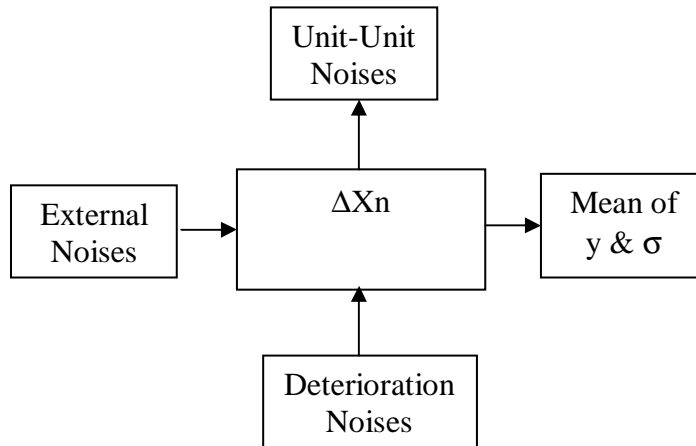 Unit-Unit
Noises
External
Noises
ΔXn
Mean of
y & σ
Deterioration
Noises